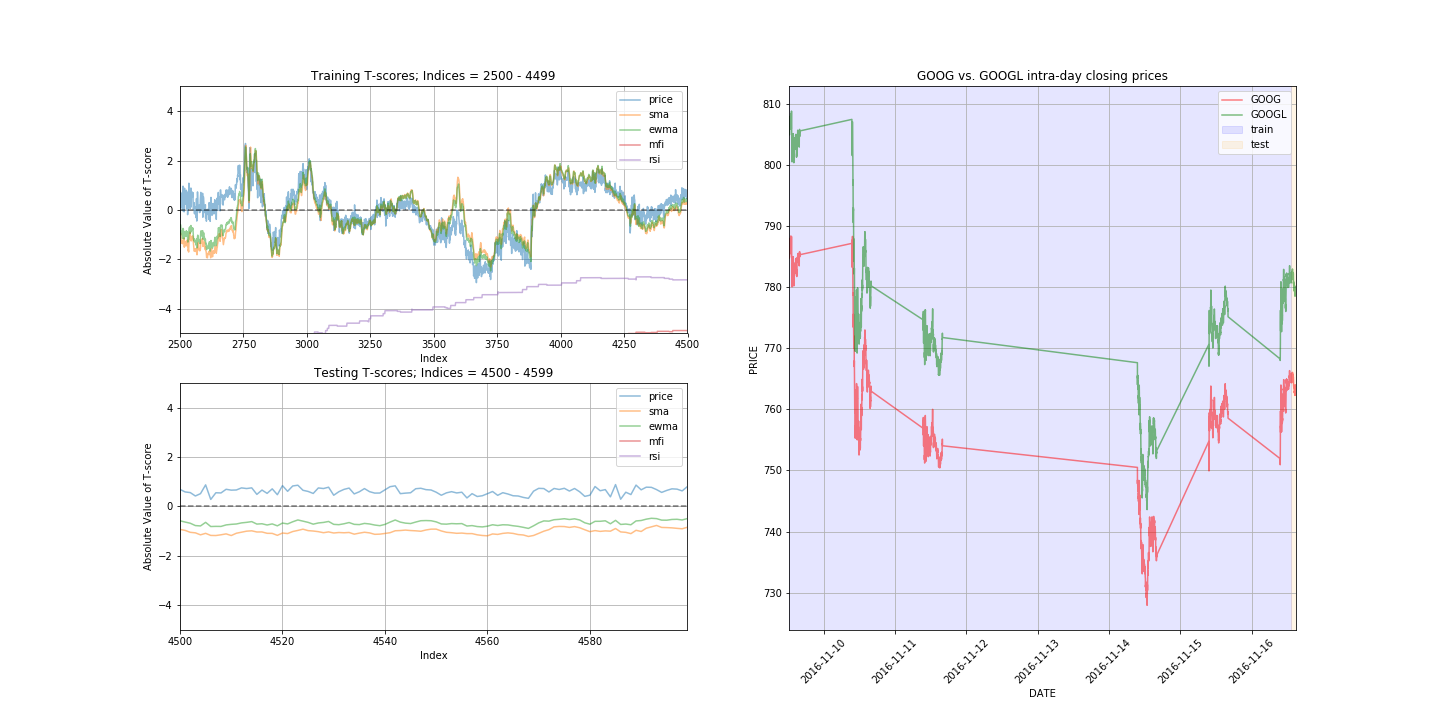 Training T-scores; Indices = 2500 - 4499
Absolute Value of T-score
4
2
0
−2
−4
price
sma
ewma
mfi
rsi
2500 2750 3000 3250 3500 3750 4000 4250 4500
Index
Testing T-scores; Indices = 4500 - 4599
Absolute Value of T-score
4
2
0
−2
−4
price
sma
ewma
mfi
rsi
4500 4520 4540 4560 4580
Index
GOOG vs. GOOGL intra-day closing prices
PRICE
810
800
790
780
770
760
750
740
730
GOOG
GOOGL
train
test
2016-11-10 2016-11-11 2016-11-12 2016-11-13 2016-11-14 2016-11-15 2016-11-16
DATE